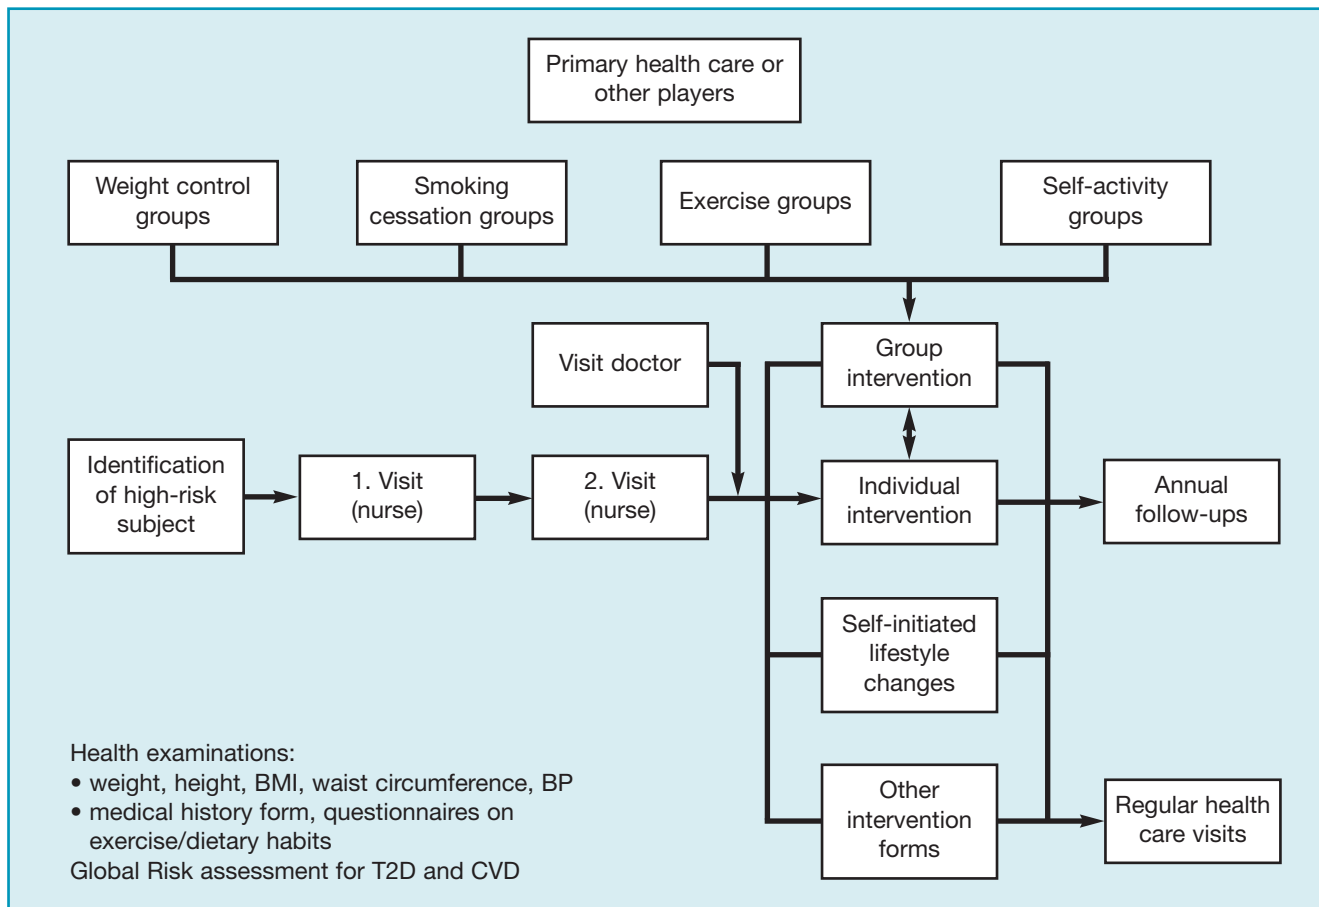 Primary health care or
other players
Weight control
groups
Smoking
cessation groups
Exercise groups
Self-activity
groups
Visit doctor
Group
intervention
Identification
of high-risk
subject
1. Visit
(nurse)
2. Visit
(nurse)
Individual
intervention
Annual
follow-ups
Self-initiated
lifestyle
changes
Health examinations:
• weight, height, BMI, waist circumference, BP
• medical history form, questionnaires on
exercise/dietary habits
Global Risk assessment for T2D and CVD
Other
intervention
forms
Regular health
care visits